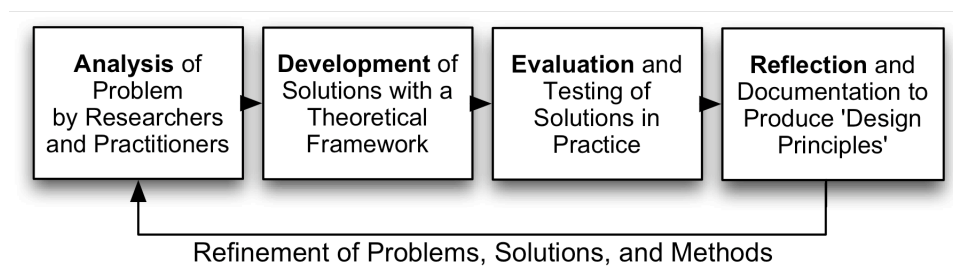 Analysis of
Problem
by Researchers
and Practitioners
Development of
Solutions with a
Theoretical
Framework
Evaluation and
Testing of
Solutions in
Practice
Reflection and
Documentation to
Produce 'Design
Principles'
Refinement of Problems, Solutions, and Methods